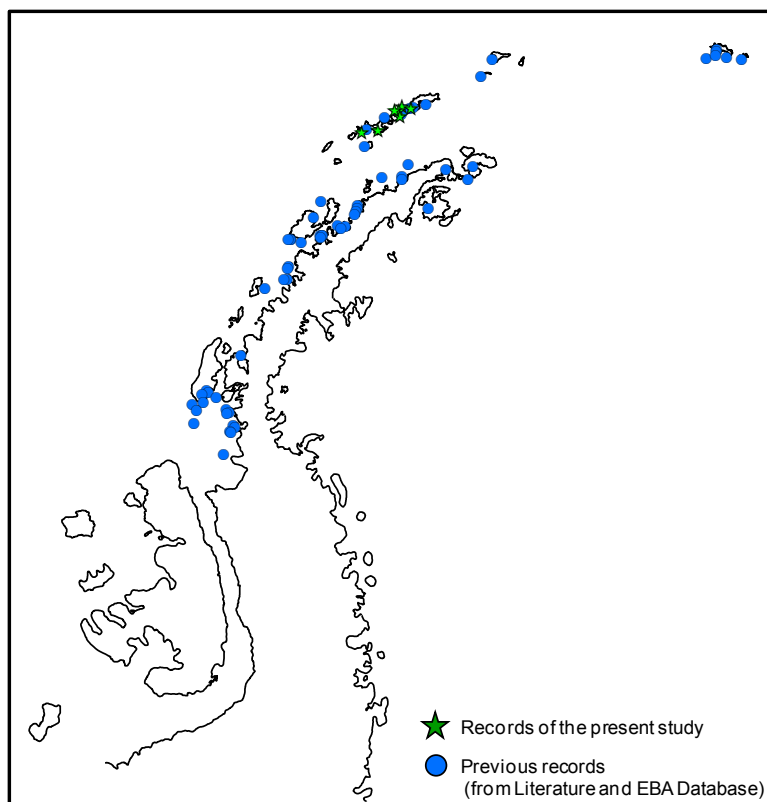 Records of the present study
Previous records
(from Literature and EBA Database)